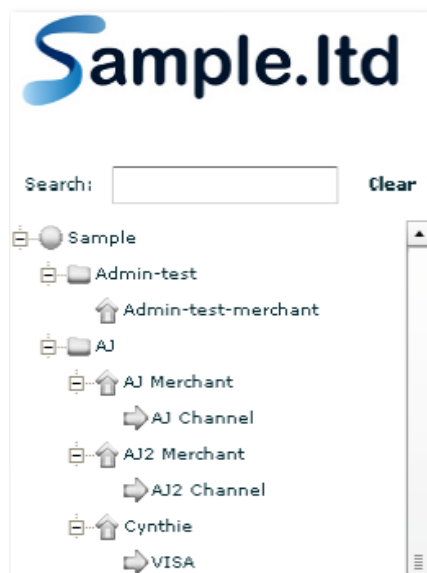 Sample.ltd
Search: Clear
Sample
Admin-test
Admin-test-merchant
AJ
AJ Merchant
AJ Channel
AJ2 Merchant
AJ2 Channel
Cynthie
VISA